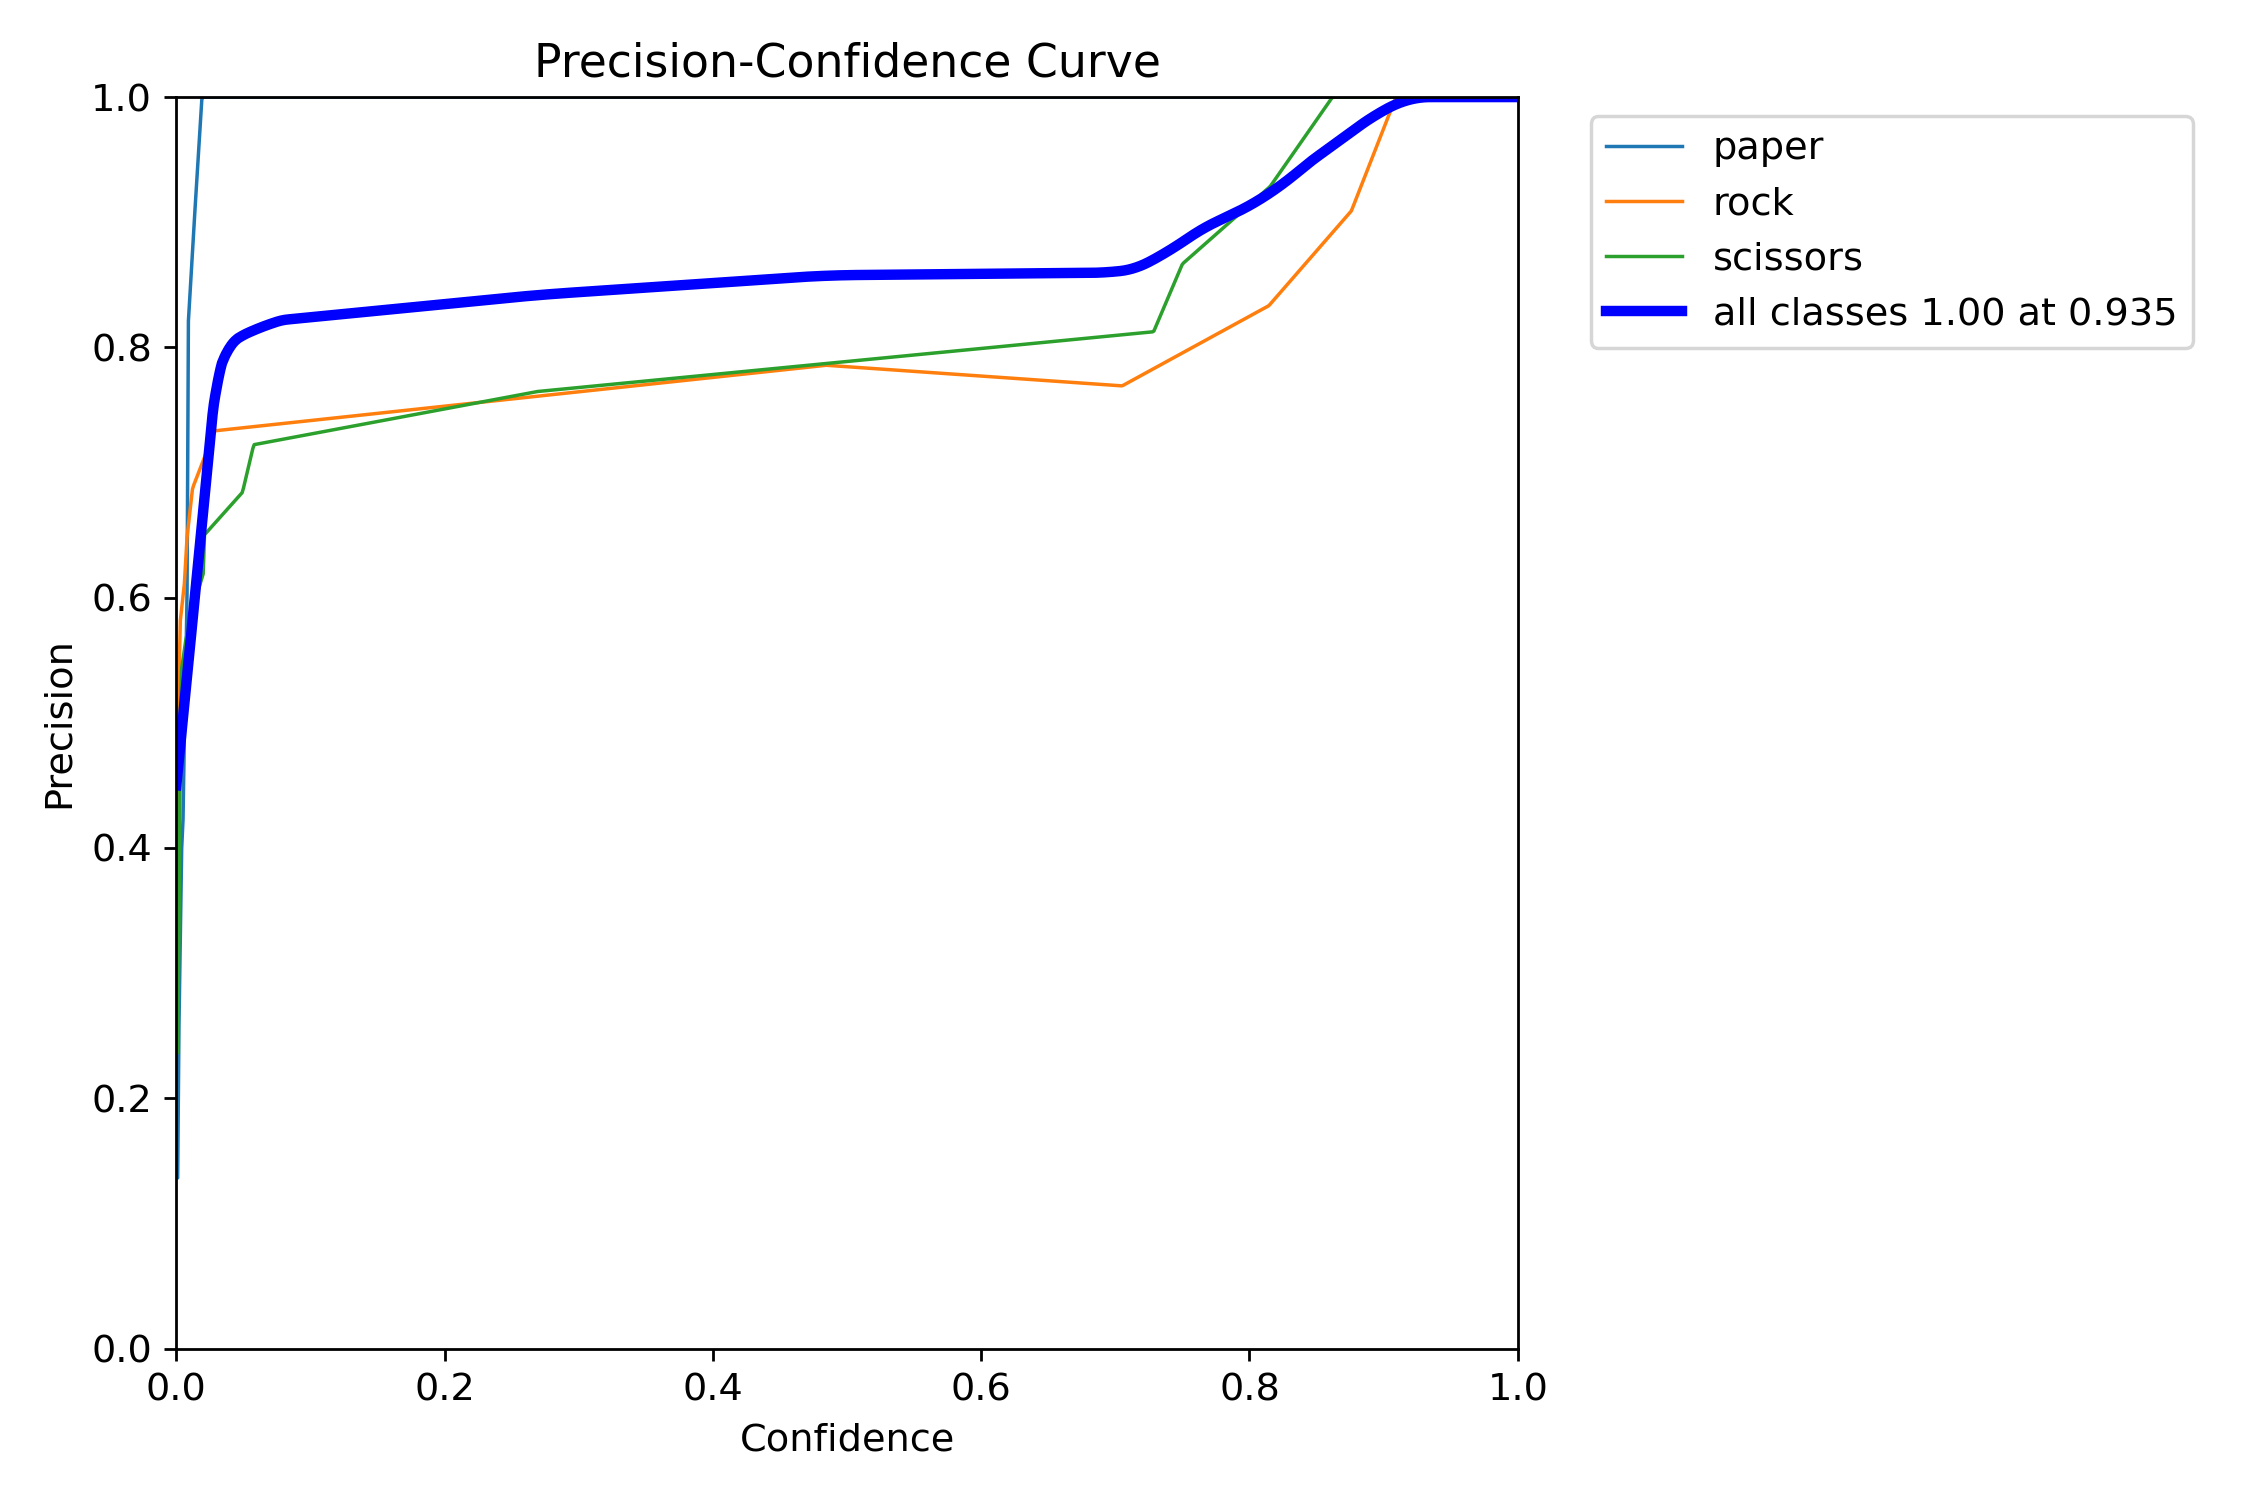 Precision-Confidence Curve
1.0
0.8
0.6
0.4
0.2
0.0
Precision
0.0 0.2 0.4 0.6 0.8 1.0
Confidence
paper
rock
scissors
all classes 1.00 at 0.935